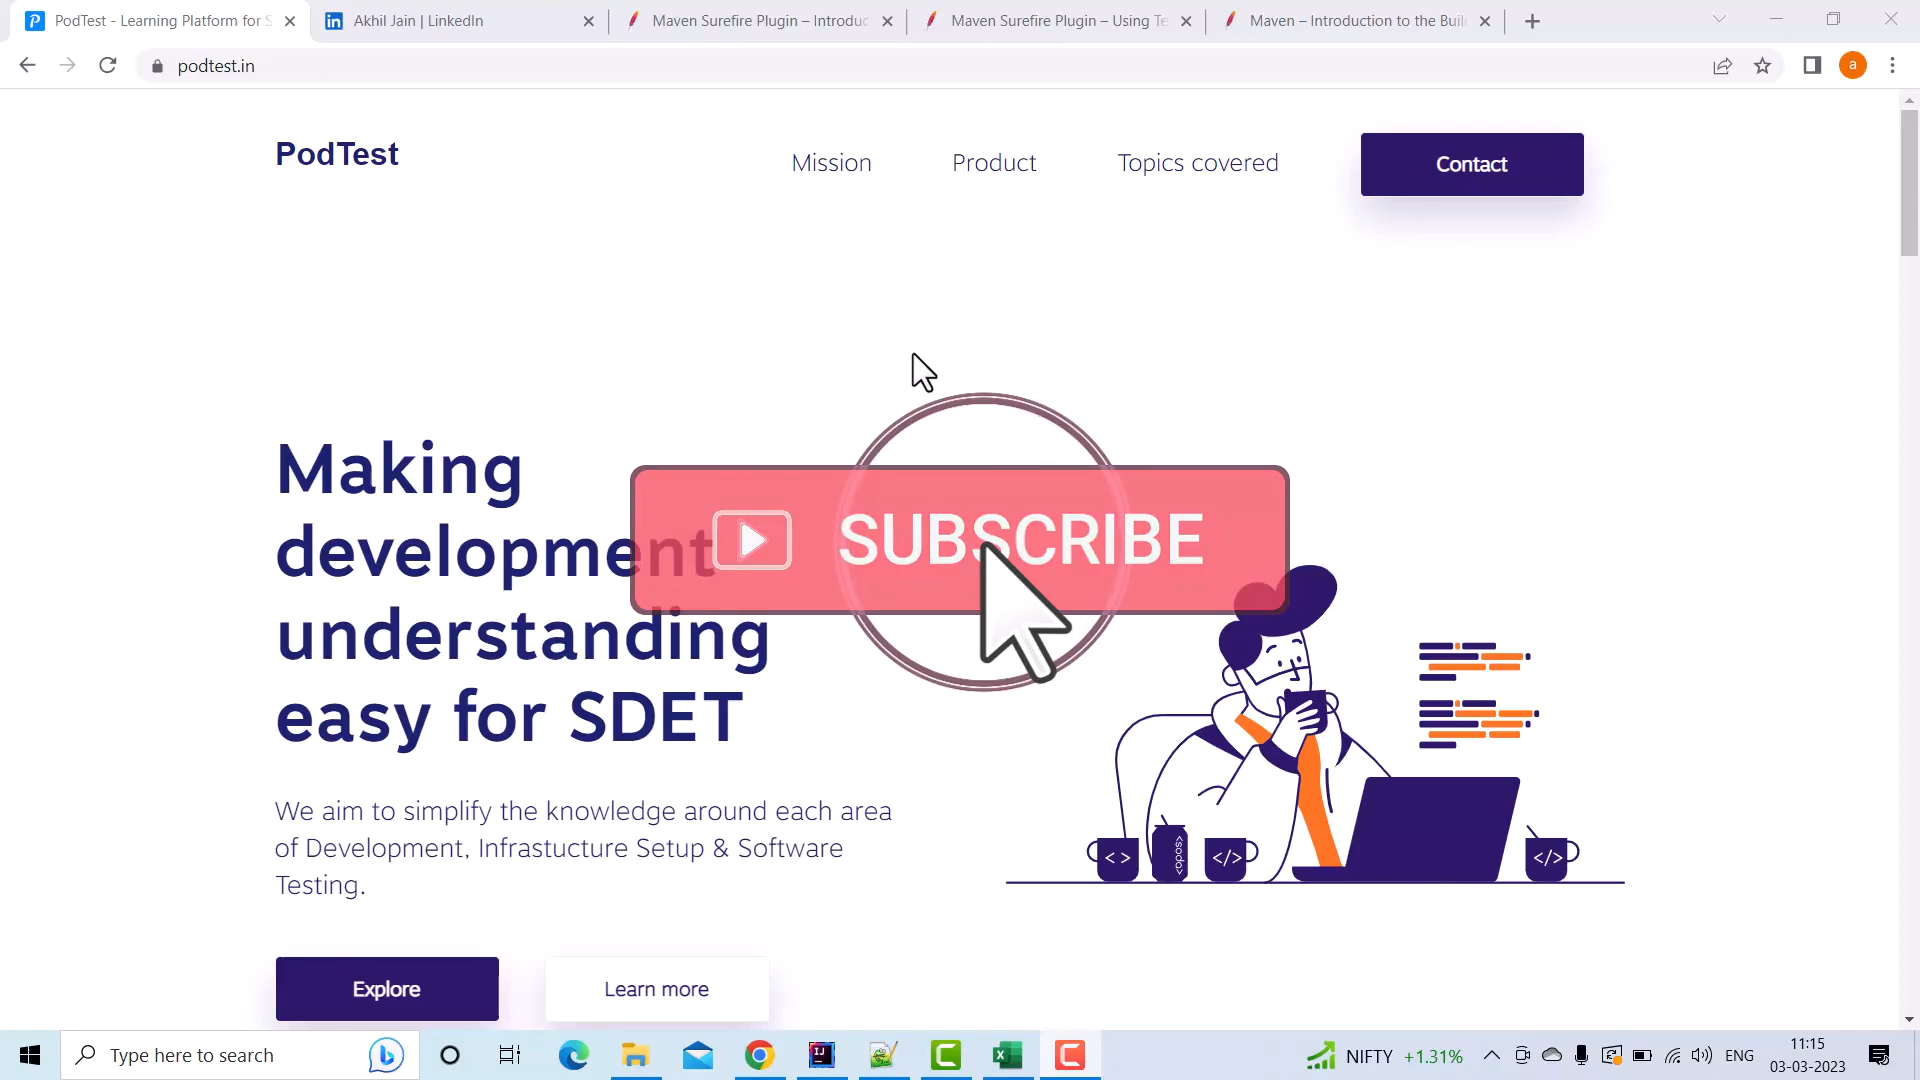 PodTest - Learning Platform for S
Akhil Jain | LinkedIn
Maven Surefire Plugin – Introduc
Maven Surefire Plugin – Using Te
Maven – Introduction to the Buil
podtest.in
a
PodTest
Mission
Product
Topics covered
Contact
Making
development
understanding
easy for SDET
SUBSCRIBE
We aim to simplify the knowledge around each area
of Development, Infrastucture Setup & Software
Testing.
< >
<opos>
</>
</>
Explore
Learn more
Type here to search
NIFTY +1.31%
ENG
11:15
03-03-2023